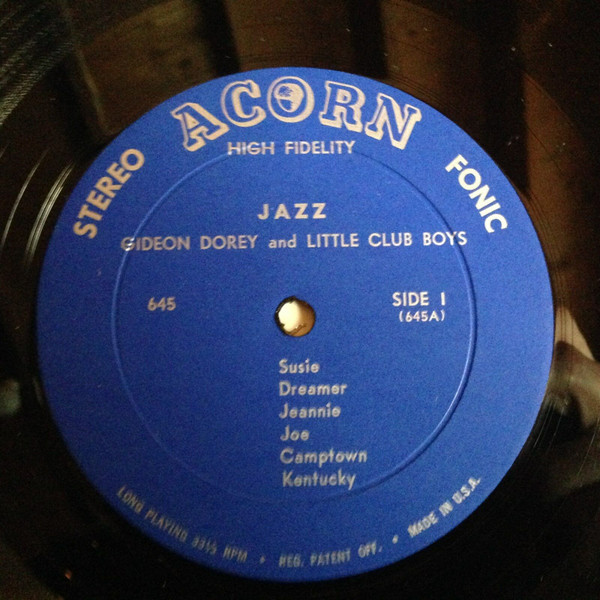 ACORN
HIGH FIDELITY
STEREO FONIC
JAZZ
GIDEON DOREY and LITTLE CLUB BOYS
645
SIDE 1
(645A)
Susie
Dreamer
Jeannie
Joe
Camptown
Kentucky
LONG PLAYING 33⅓ RPM • REG. PATENT OFF. • MADE IN U.S.A.